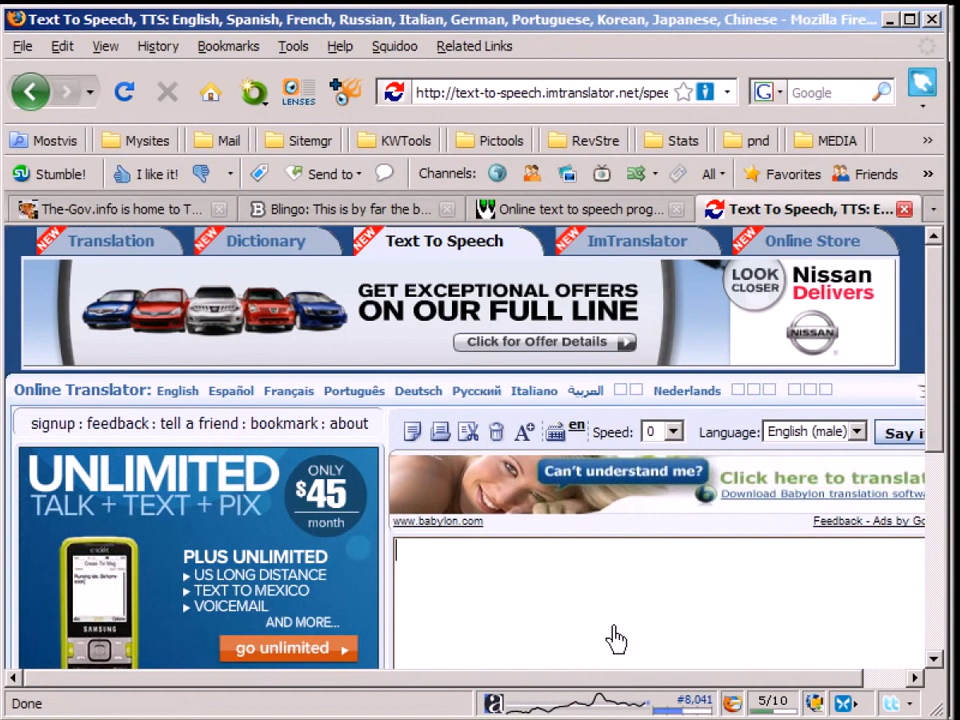 Text To Speech, TTS: English, Spanish, French, Russian, Italian, German, Portuguese, Korean, Japanese, Chinese - Mozilla Fire...
File Edit View History Bookmarks Tools Help Squidoo Related Links
LENSES http://text-to-speech.imtranslator.net/spee G Google
Mostvis Mysites Mail Sitemgr KWTools Pictools RevStre Stats pnd MEDIA »
Stumble! I like it! Send to Channels: All Favorites Friends »
The-Gov.info is home to T... Blingo: This is by far the b... Online text to speech prog... Text To Speech, TTS: E...
NEW Translation NEW Dictionary NEW Text To Speech NEW ImTranslator NEW Online Store
GET EXCEPTIONAL OFFERS
ON OUR FULL LINE
Click for Offer Details
LOOK
CLOSER
Nissan
Delivers
NISSAN
Online Translator: English Español Français Português Deutsch Русский Italiano العربية Nederlands
signup : feedback : tell a friend : bookmark : about
en Speed: 0 Language: English (male) Say it
UNLIMITED
TALK + TEXT + PIX
ONLY
$45
month
PLUS UNLIMITED
US LONG DISTANCE
TEXT TO MEXICO
VOICEMAIL
AND MORE...
go unlimited
SAMSUNG
Can't understand me?
Click here to translat
Download Babylon translation softwa
www.babylon.com Feedback - Ads by Go
Done #8,041 5/10